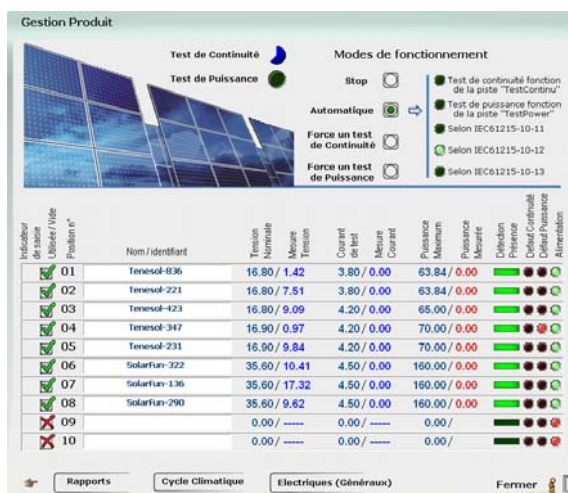 Gestion Produit
Test de Continuité
Test de Puissance
Modes de fonctionnement
Stop
Automatique
Force un test
de Continuité
Force un test
de Puissance
Test de continuité fonction
de la piste "TestContinu"
Test de puissance fonction
de la piste "TestPower"
Selon IEC61215-10-11
Selon IEC61215-10-12
Selon IEC61215-10-13
Indicateur
de saisie
Utilisée / Vide
Position n°
Nom / identifiant
Tension
Nominale
Mesure
Tension
Courant
de test
Mesure
Courant
Puissance
Maximum
Puissance
Mesurée
Détection
Présence
Défaut Continuité
Défaut Puissance
Alimentation
01 Tenesol-836 16.80 / 1.42 3.80 / 0.00 63.84 / 0.00
02 Tenesol-221 16.80 / 7.51 3.80 / 0.00 63.84 / 0.00
03 Tenesol-423 16.80 / 9.09 4.20 / 0.00 65.00 / 0.00
04 Tenesol-347 16.90 / 0.97 4.20 / 0.00 70.00 / 0.00
05 Tenesol-231 16.90 / 9.84 4.20 / 0.00 70.00 / 0.00
06 SolarFun-322 35.60 / 10.41 4.50 / 0.00 160.00 / 0.00
07 SolarFun-136 35.60 / 17.32 4.50 / 0.00 160.00 / 0.00
08 SolarFun-290 35.60 / 9.62 4.50 / 0.00 160.00 / 0.00
09 0.00 / ----- 0.00 / ----- 0.00 /
10 0.00 / ----- 0.00 / ----- 0.00 /
Rapports
Cycle Climatique
Electriques (Généraux)
Fermer